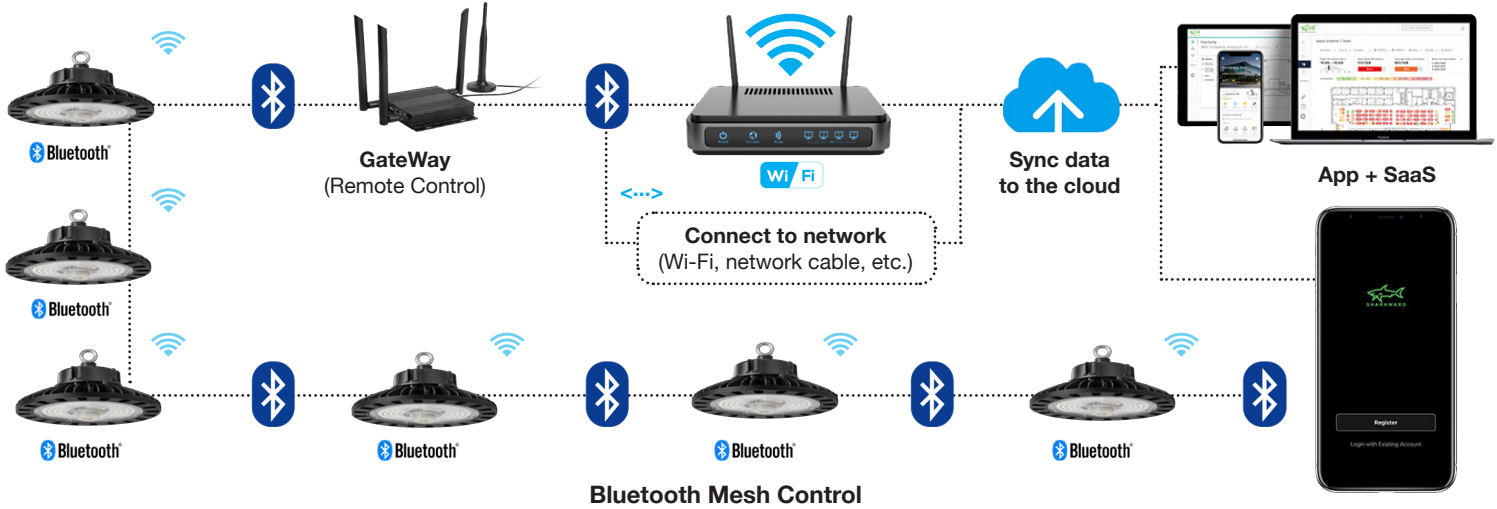 Bluetooth®
GateWay
(Remote Control)
Wi Fi
<···>
Sync data
to the cloud
App + SaaS
Bluetooth®
Connect to network
(Wi-Fi, network cable, etc.)
SHARKWARD
Bluetooth®
Bluetooth®
Bluetooth®
Bluetooth®
Register
Login with Existing Account
Bluetooth Mesh Control